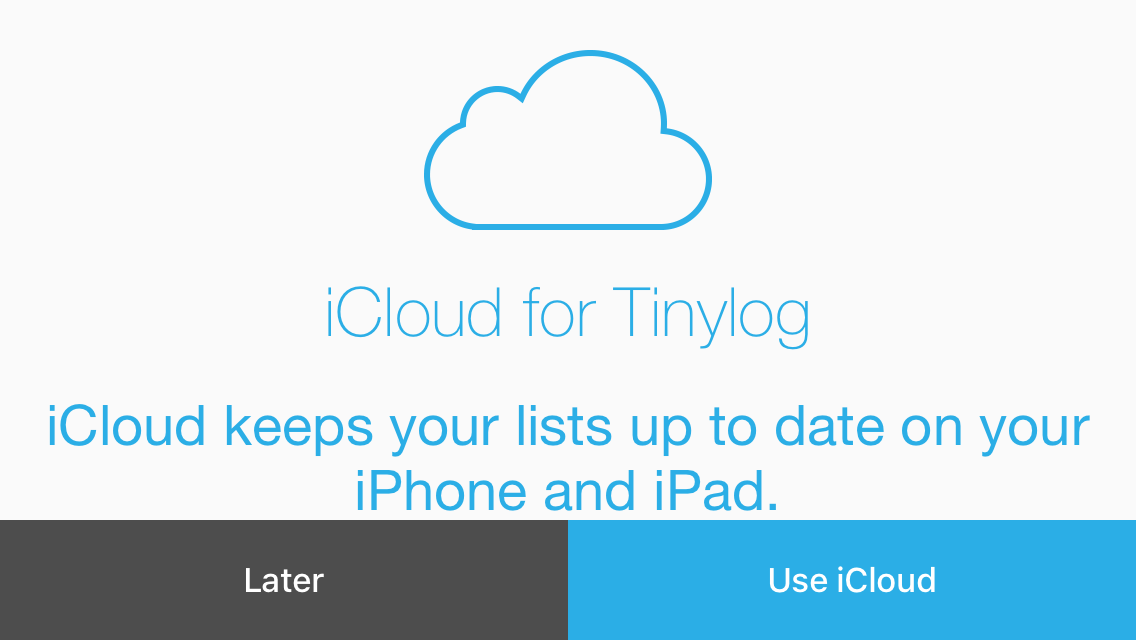 iCloud for Tinylog
iCloud keeps your lists up to date on your
iPhone and iPad.
Later
Use iCloud